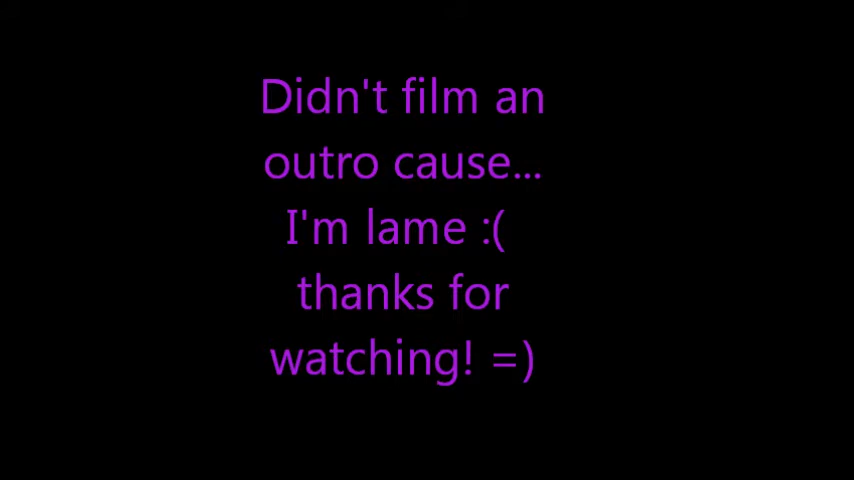 Didn't film an
outro cause...
I'm lame :(
thanks for
watching! =)